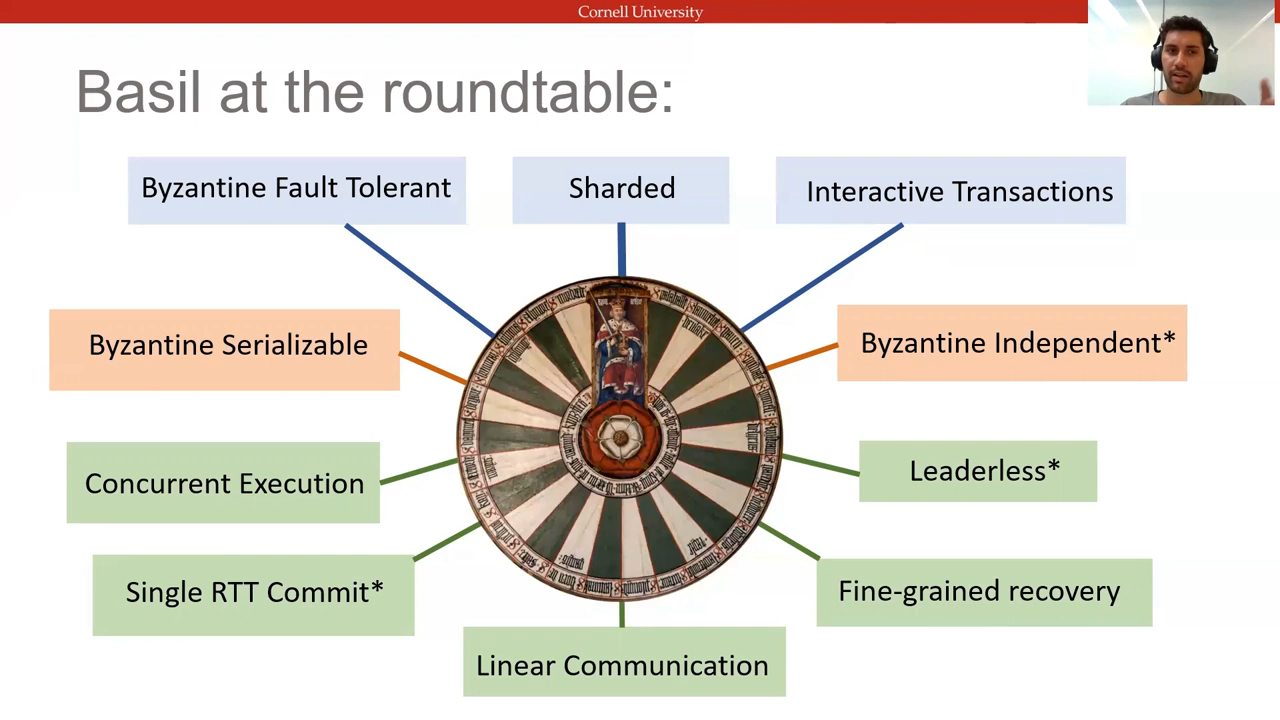 Cornell University
Basil at the roundtable:
Byzantine Fault Tolerant
Sharded
Interactive Transactions
Byzantine Serializable
Byzantine Independent*
Concurrent Execution
Leaderless*
Single RTT Commit*
Fine-grained recovery
Linear Communication